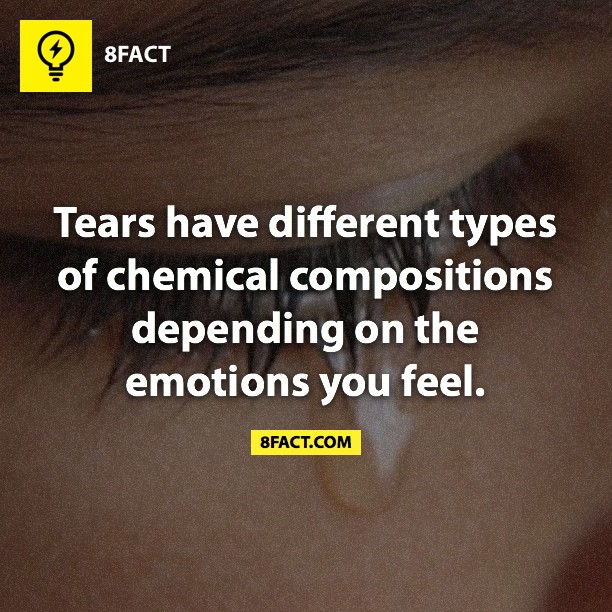 8FACT
Tears have different types
of chemical compositions
depending on the
emotions you feel.
8FACT.COM